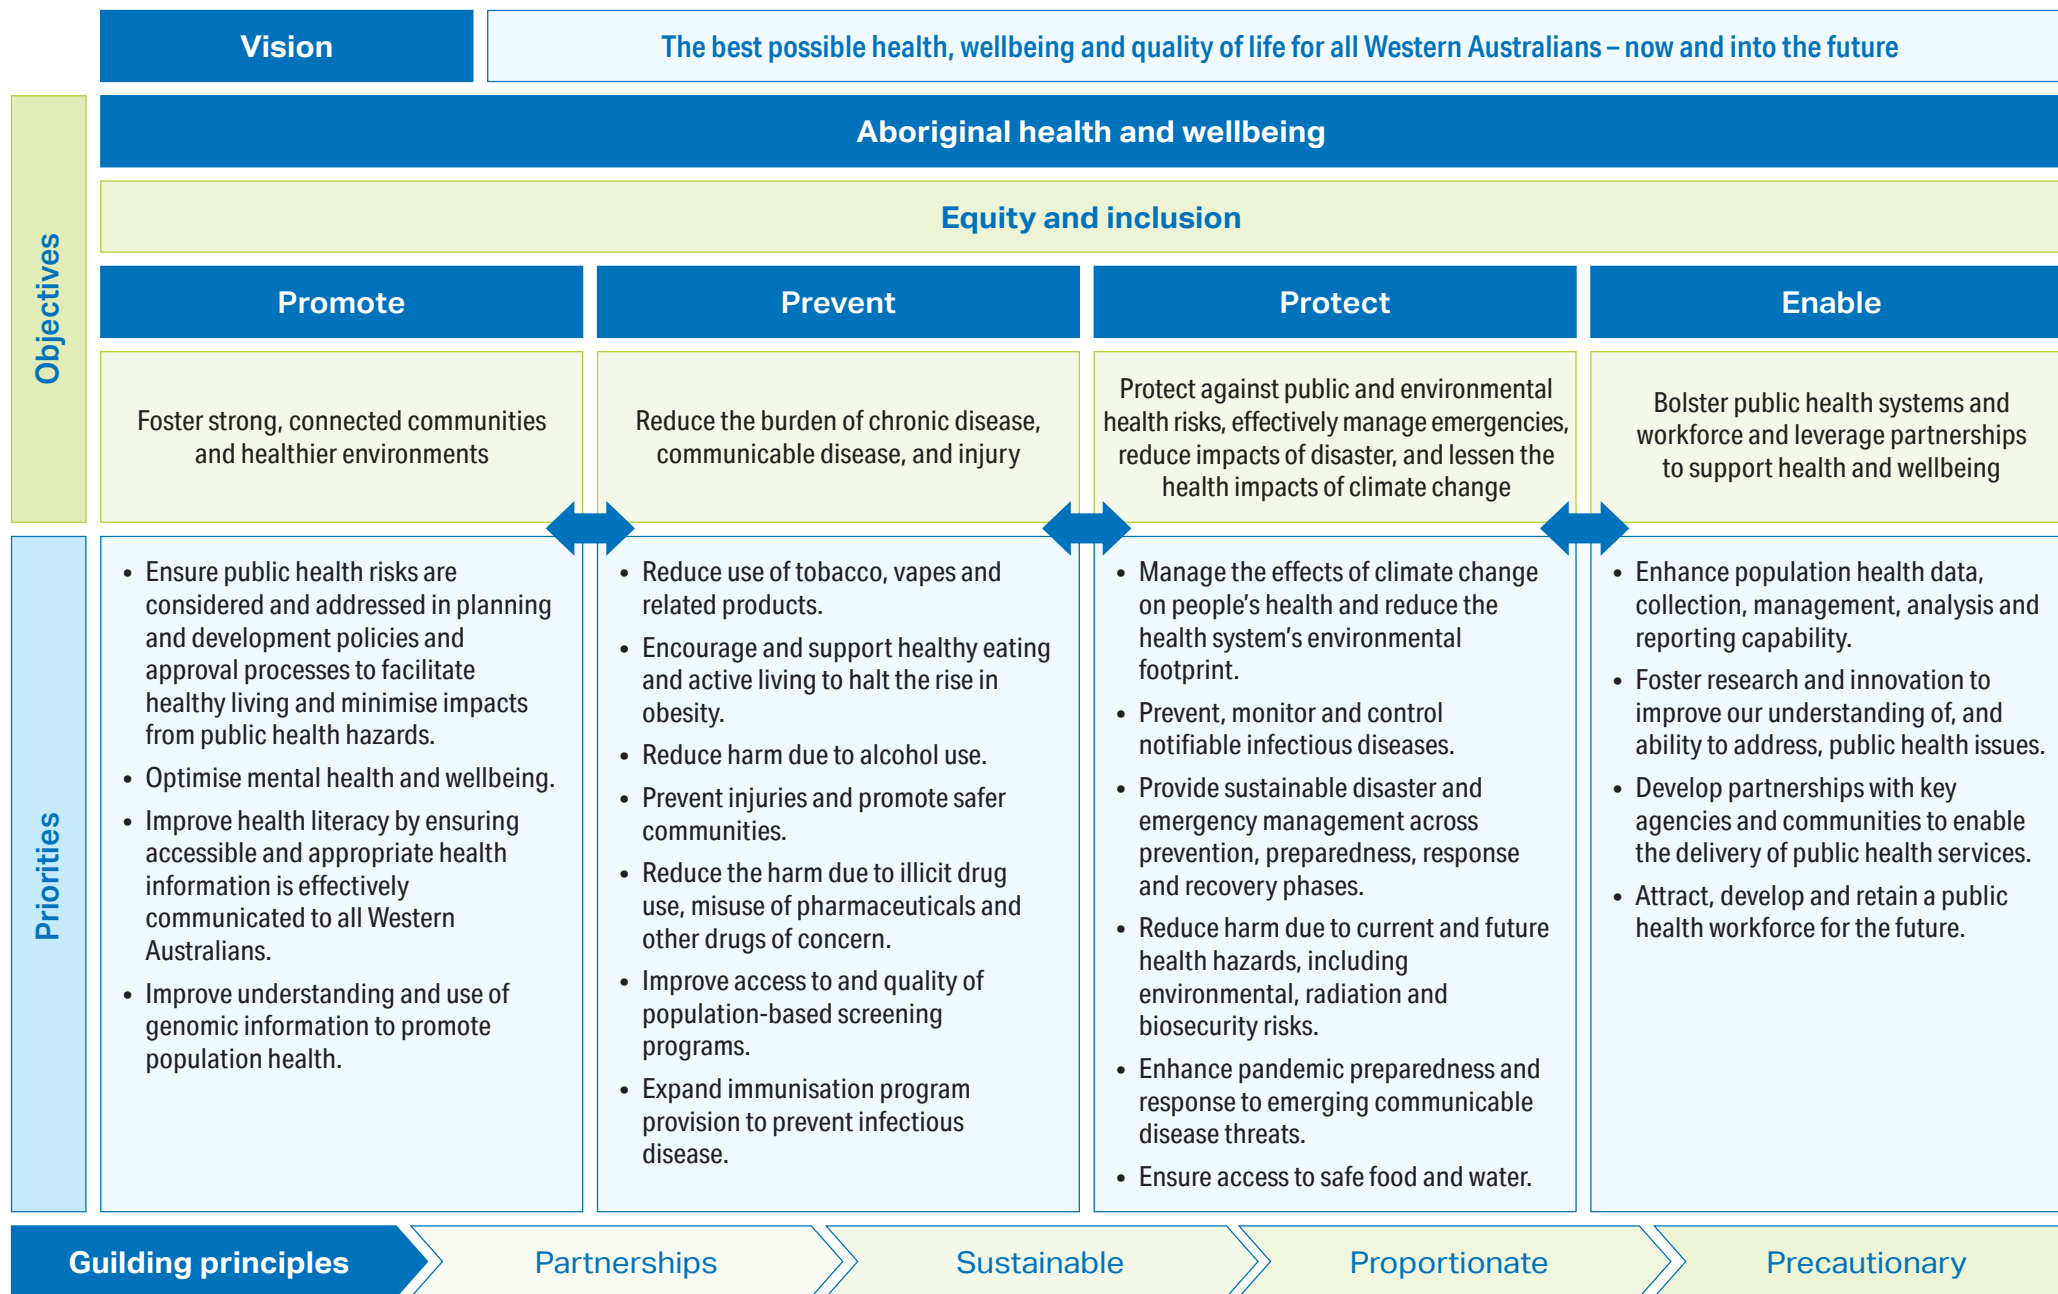 Vision
The best possible health, wellbeing and quality of life for all Western Australians – now and into the future
Objectives
Aboriginal health and wellbeing
Equity and inclusion
Promote
Prevent
Protect
Enable
Foster strong, connected communities
and healthier environments
Reduce the burden of chronic disease,
communicable disease, and injury
Protect against public and environmental
health risks, effectively manage emergencies,
reduce impacts of disaster, and lessen the
health impacts of climate change
Bolster public health systems and
workforce and leverage partnerships
to support health and wellbeing
Priorities
• Ensure public health risks are
considered and addressed in planning
and development policies and
approval processes to facilitate
healthy living and minimise impacts
from public health hazards.
• Optimise mental health and wellbeing.
• Improve health literacy by ensuring
accessible and appropriate health
information is effectively
communicated to all Western
Australians.
• Improve understanding and use of
genomic information to promote
population health.
• Reduce use of tobacco, vapes and
related products.
• Encourage and support healthy eating
and active living to halt the rise in
obesity.
• Reduce harm due to alcohol use.
• Prevent injuries and promote safer
communities.
• Reduce the harm due to illicit drug
use, misuse of pharmaceuticals and
other drugs of concern.
• Improve access to and quality of
population-based screening
programs.
• Expand immunisation program
provision to prevent infectious
disease.
• Manage the effects of climate change
on people's health and reduce the
health system's environmental
footprint.
• Prevent, monitor and control
notifiable infectious diseases.
• Provide sustainable disaster and
emergency management across
prevention, preparedness, response
and recovery phases.
• Reduce harm due to current and future
health hazards, including
environmental, radiation and
biosecurity risks.
• Enhance pandemic preparedness and
response to emerging communicable
disease threats.
• Ensure access to safe food and water.
• Enhance population health data,
collection, management, analysis and
reporting capability.
• Foster research and innovation to
improve our understanding of, and
ability to address, public health issues.
• Develop partnerships with key
agencies and communities to enable
the delivery of public health services.
• Attract, develop and retain a public
health workforce for the future.
Guilding principles
Partnerships
Sustainable
Proportionate
Precautionary